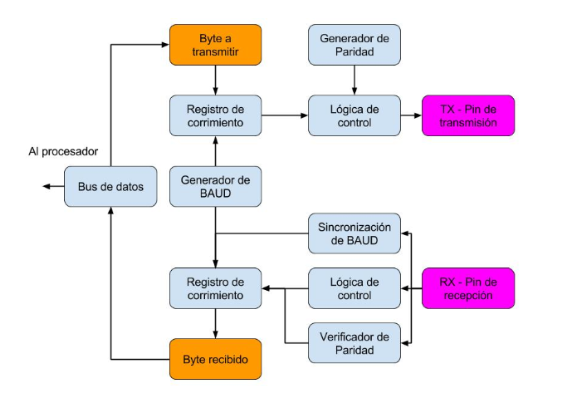 Byte a
transmitir
Generador de
Paridad
Registro de
corrimiento
Lógica de
control
TX - Pin de
transmisión
Al procesador
Bus de datos
Generador de
BAUD
Sincronización
de BAUD
Registro de
corrimiento
Lógica de
control
RX - Pin de
recepción
Verificador de
Paridad
Byte recibido